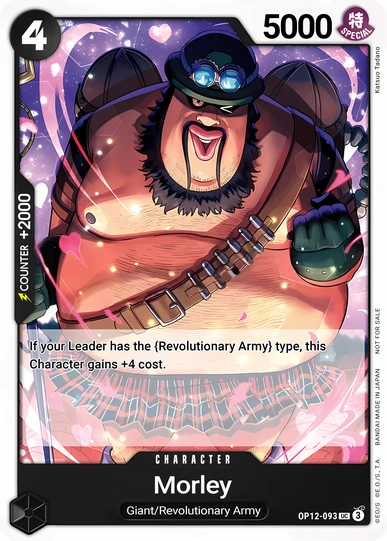 4
5000
特
SPECIAL
Katsuo Tadano
COUNTER +2000
If your Leader has the {Revolutionary Army} type, this
Character gains +4 cost.
NOT FOR SALE
BANDAI MADE IN JAPAN
©E.O./S., T.A.
©EO/S
CHARACTER
Morley
Giant/Revolutionary Army
OP12-093 UC 3